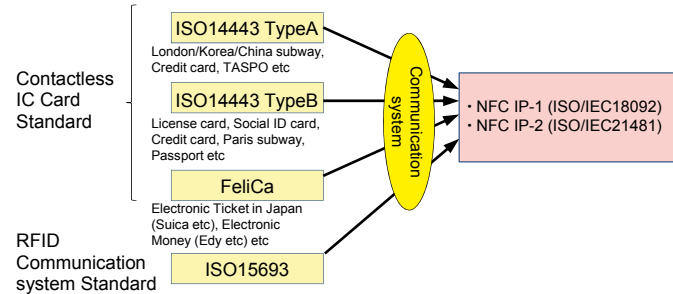 ISO14443 TypeA
London/Korea/China subway,
Credit card, TASPO etc
Contactless
IC Card
Standard
ISO14443 TypeB
License card, Social ID card,
Credit card, Paris subway,
Passport etc
FeliCa
Electronic Ticket in Japan
(Suica etc), Electronic
Money (Edy etc) etc
RFID
Communication
system Standard
ISO15693
Communication
system
・NFC IP-1 (ISO/IEC18092)
・NFC IP-2 (ISO/IEC21481)